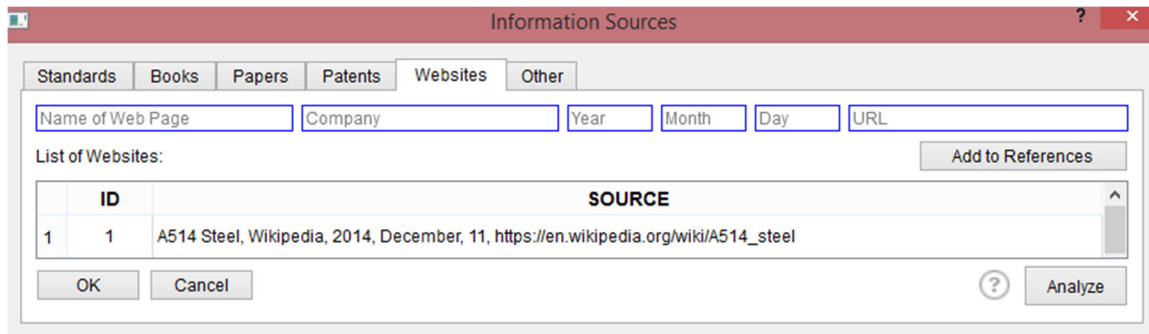 Information Sources ? ×
Standards Books Papers Patents Websites Other
Name of Web Page Company Year Month Day URL
List of Websites: Add to References
ID SOURCE
1 1 A514 Steel, Wikipedia, 2014, December, 11, https://en.wikipedia.org/wiki/A514_steel
OK Cancel ? Analyze